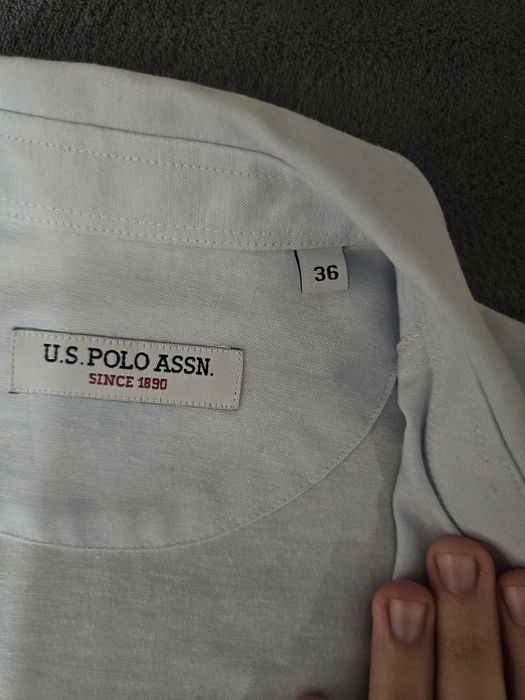 36
U.S. POLO ASSN.
SINCE 1890